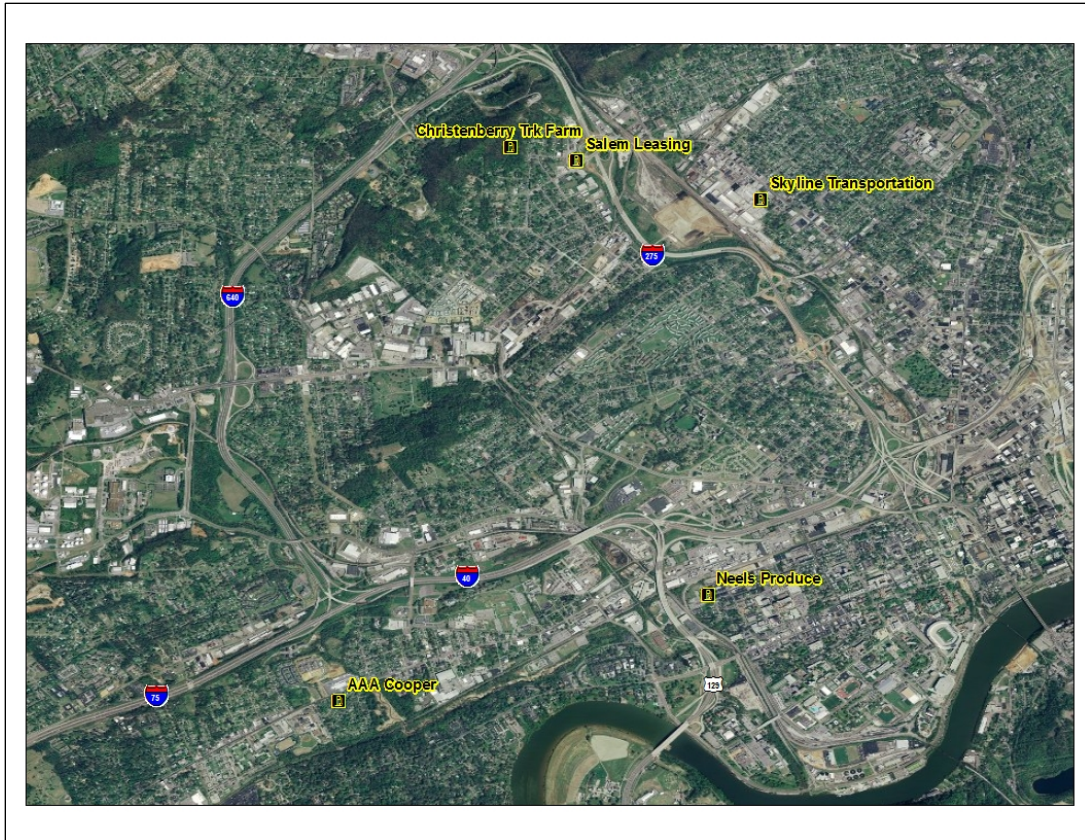 Christenberry Trk Farm
Salem Leasing
Skyline Transportation
275
640
40
Neels Produce
AAA Cooper
129
75